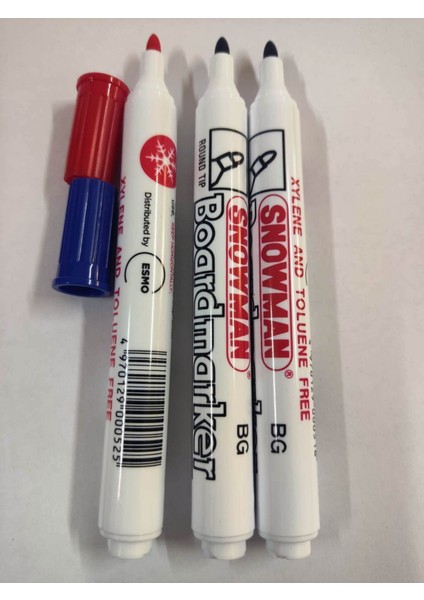 XYLENE AND TOLUENE FREE
Distributed by
ESMO
4 970129 000525
ROUND TIP
Boardmarker
SNOWMAN®
BG
SNOWMAN®
BG
XYLENE AND TOLUENE FREE